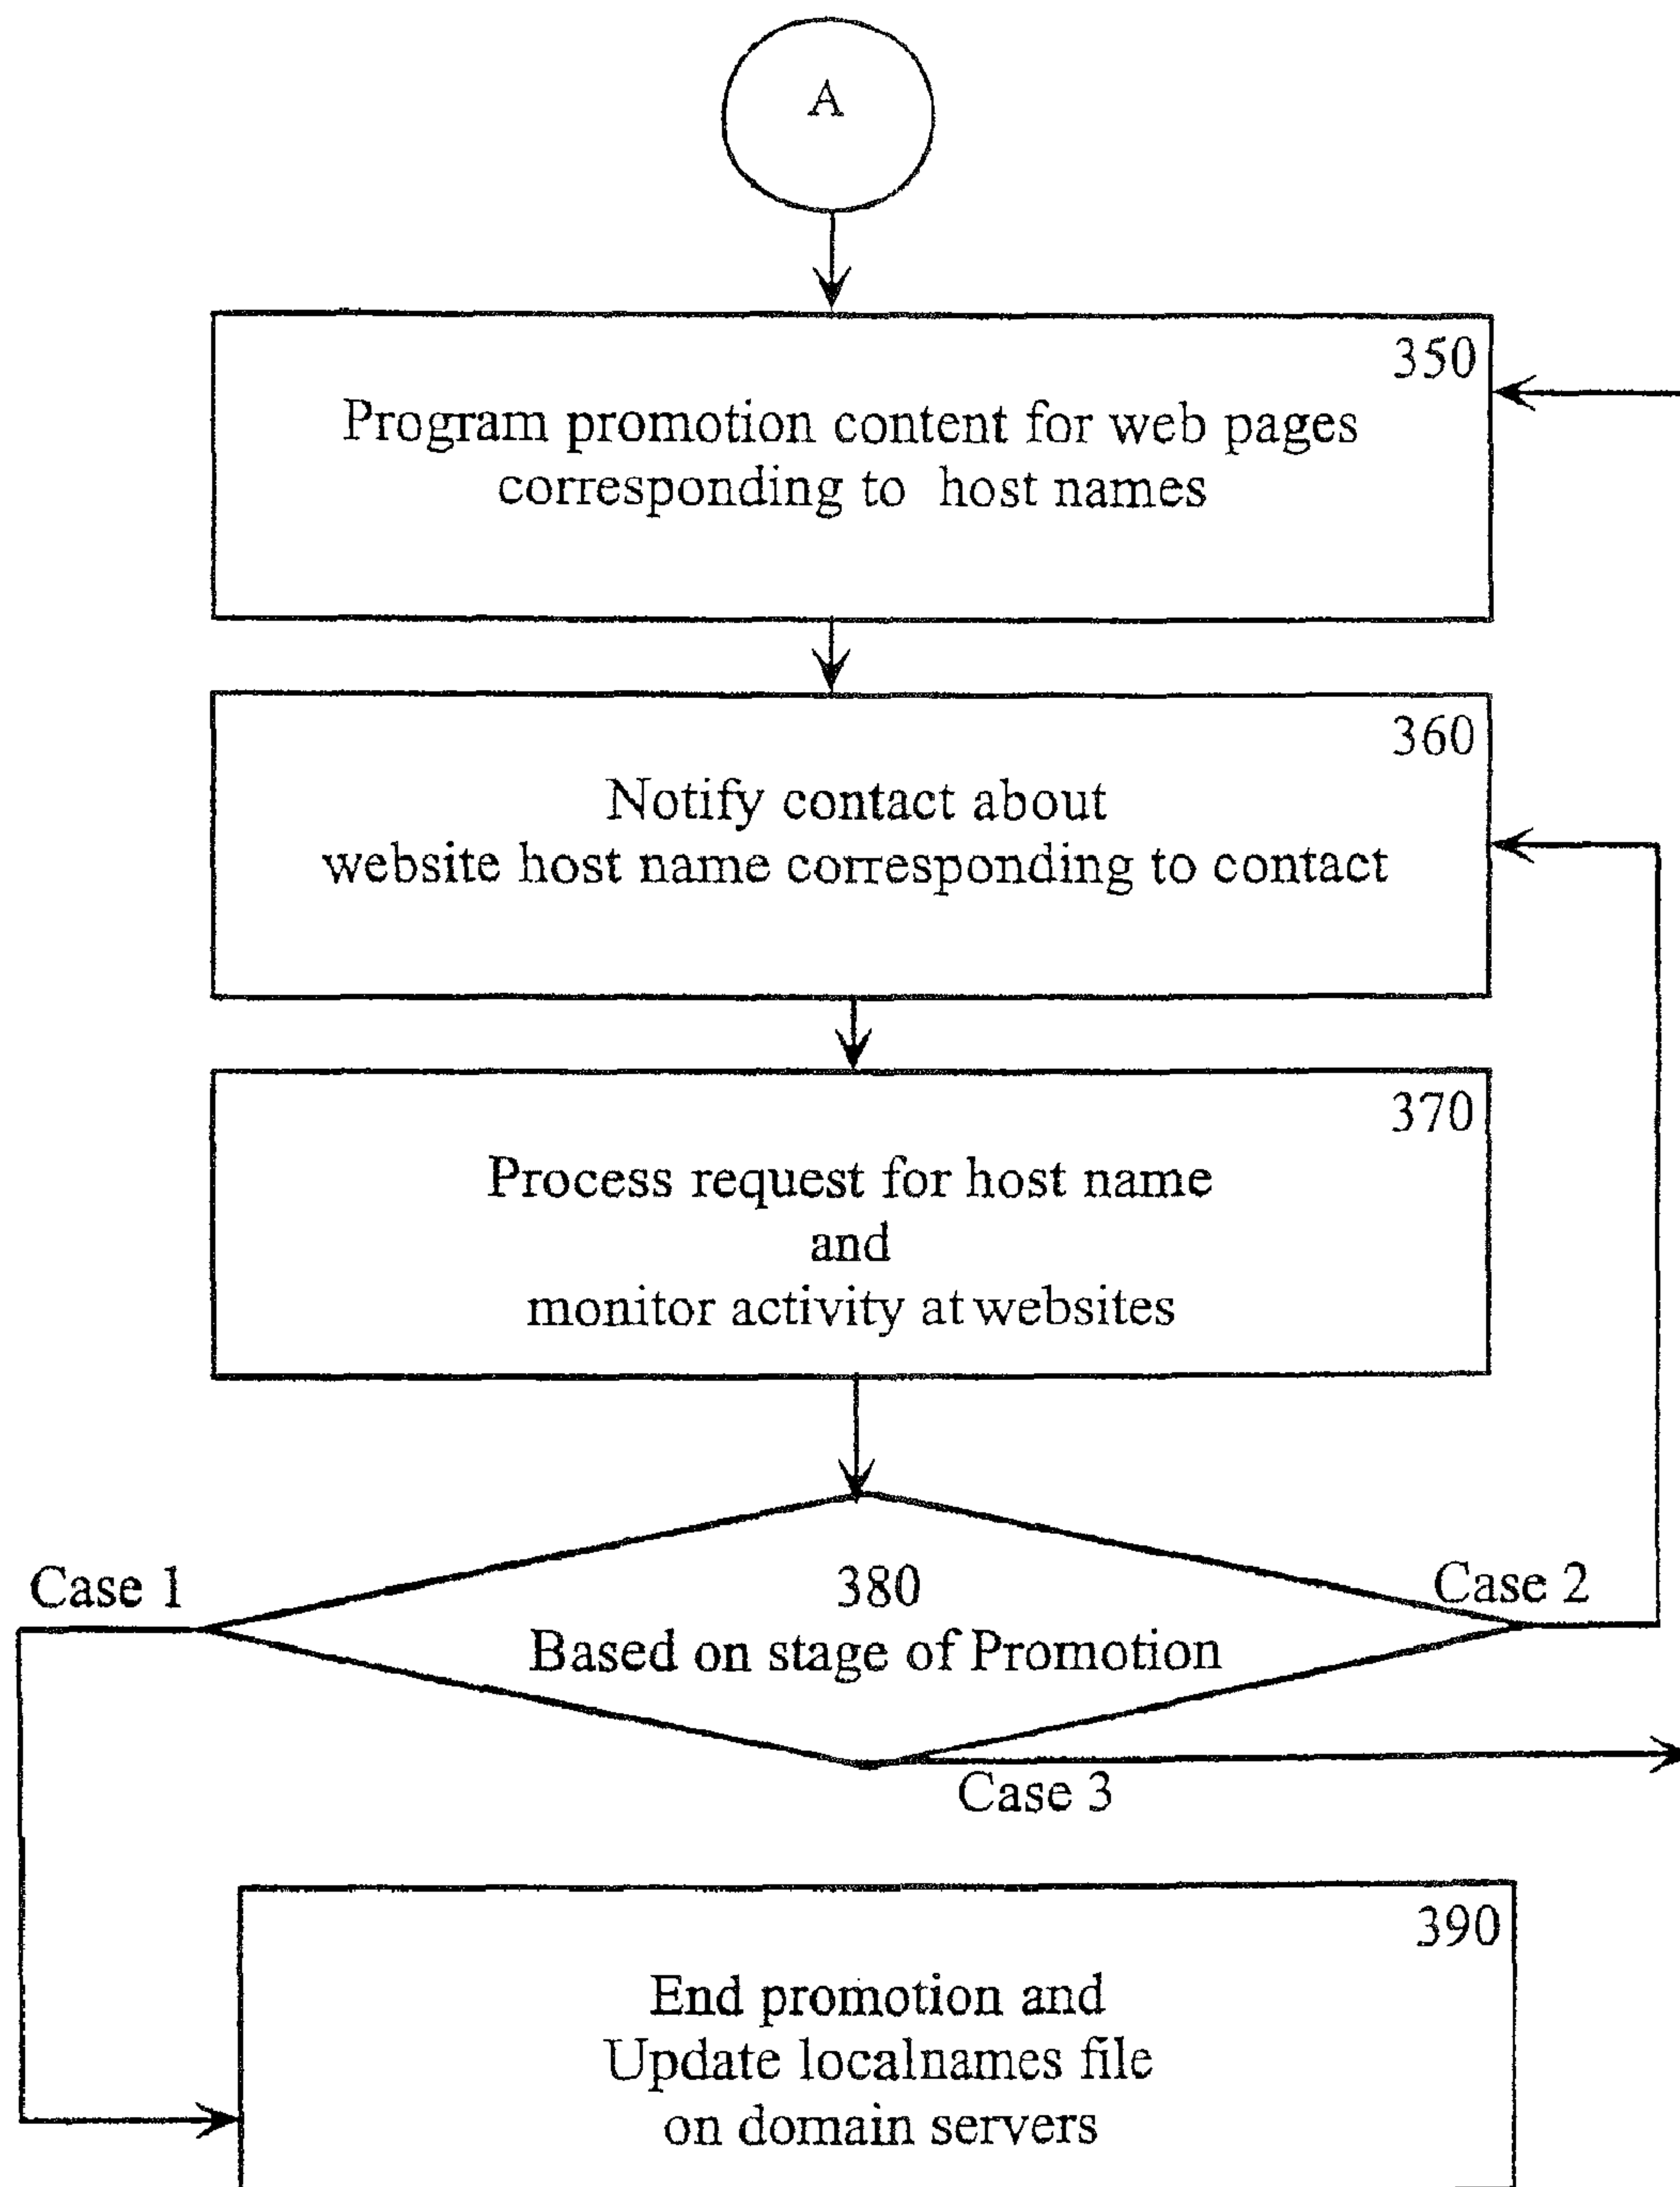 A
350
Program promotion content for web pages
corresponding to host names
360
Notify contact about
website host name corresponding to contact
370
Process request for host name
and
monitor activity at websites
Case 1
380
Case 2
Based on stage of Promotion
Case 3
390
End promotion and
Update localnames file
on domain servers